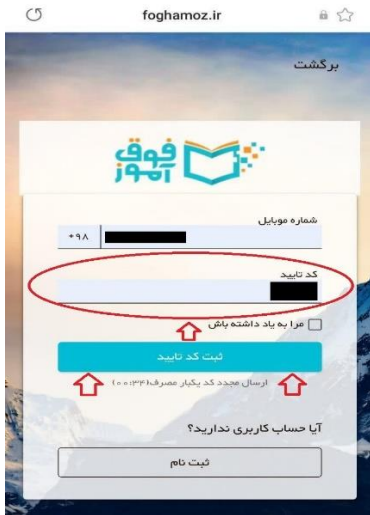 foghamoz.ir
برگشت
فوق
آموز
شماره موبایل
+۹۸
کد تایید
مرا به یاد داشته باش
ثبت کد تایید
ارسال مجدد کد یکبار مصرف(۰۰:۳۴)
آیا حساب کاربری ندارید؟
ثبت نام